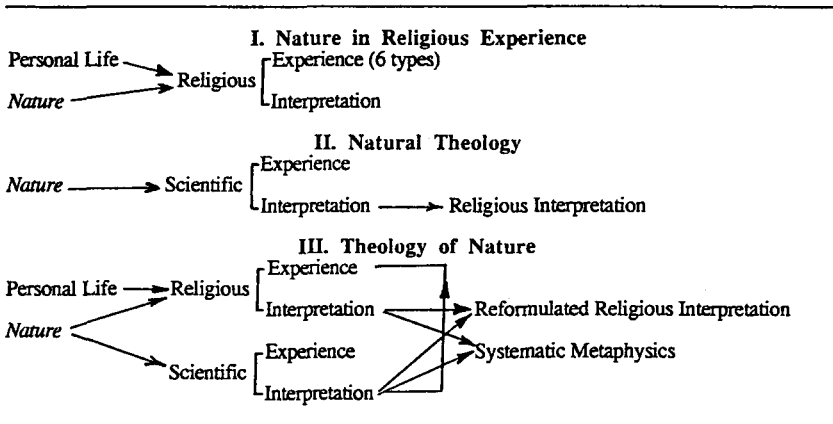 I. Nature in Religious Experience
Personal Life
Experience (6 types)
Religious
Nature
Interpretation
II. Natural Theology
Experience
Nature
Scientific
Interpretation
Religious Interpretation
III. Theology of Nature
Experience
Personal Life
Religious
Interpretation
Reformulated Religious Interpretation
Nature
Experience
Systematic Metaphysics
Scientific
Interpretation